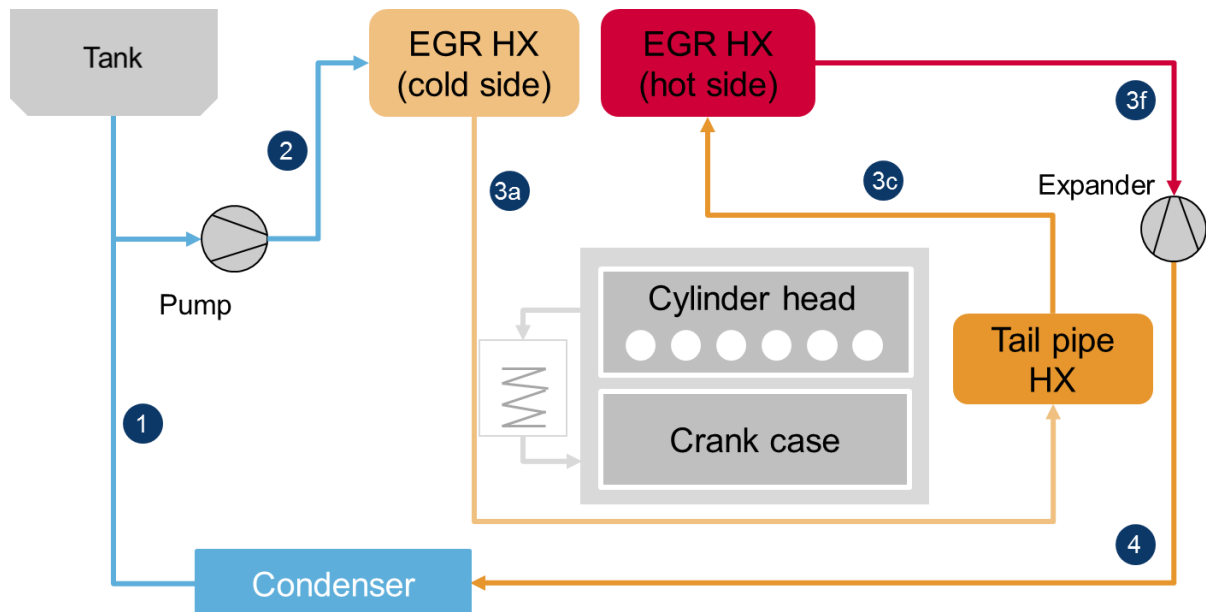 Tank
EGR HX
(cold side)
EGR HX
(hot side)
3f
2
3a
3c
Expander
Pump
Cylinder head
Tail pipe
HX
1
Crank case
4
Condenser